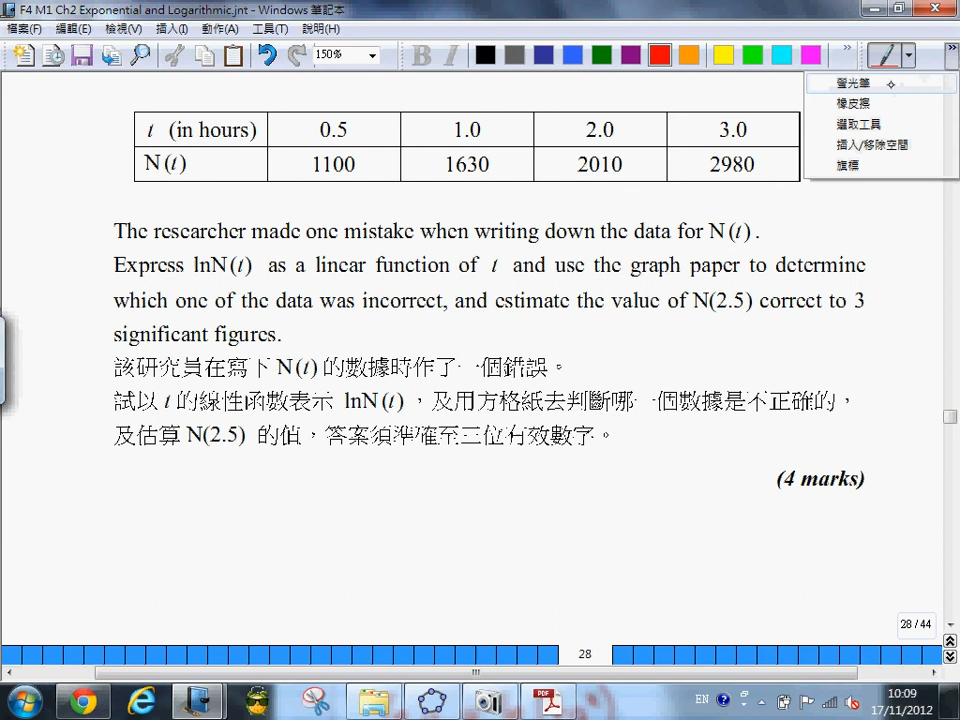 F4 M1 Ch2 Exponential and Logarithmic.jnt - Windows 筆記本
檔案(F) 編輯(E) 檢視(V) 插入(I) 動作(A) 工具(T) 說明(H)
150%
螢光筆
橡皮擦
選取工具
插入/移除空間
旗標
t (in hours) 0.5 1.0 2.0 3.0
N(t) 1100 1630 2010 2980
The researcher made one mistake when writing down the data for N(t).
Express lnN(t) as a linear function of t and use the graph paper to determine
which one of the data was incorrect, and estimate the value of N(2.5) correct to 3
significant figures.
該研究員在寫下 N(t) 的數據時作了一個錯誤。
試以 t 的線性函數表示 lnN(t)，及用方格紙去判斷哪一個數據是不正確的，
及估算 N(2.5) 的值，答案須準確至三位有效數字。
(4 marks)
28 / 44
28
EN
10:09
17/11/2012